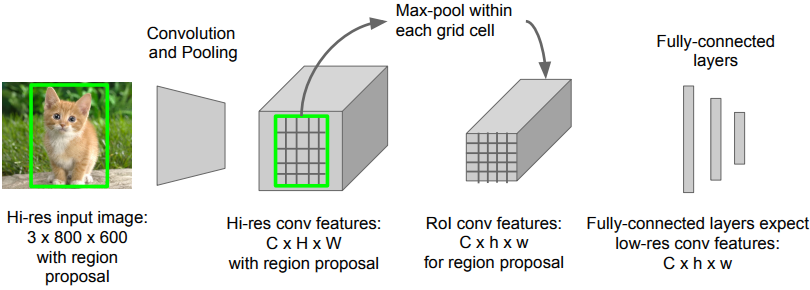 Convolution
and Pooling
Max-pool within
each grid cell
Fully-connected
layers
Hi-res input image:
3 x 800 x 600
with region
proposal
Hi-res conv features:
C x H x W
with region proposal
RoI conv features:
C x h x w
for region proposal
Fully-connected layers expect
low-res conv features:
C x h x w